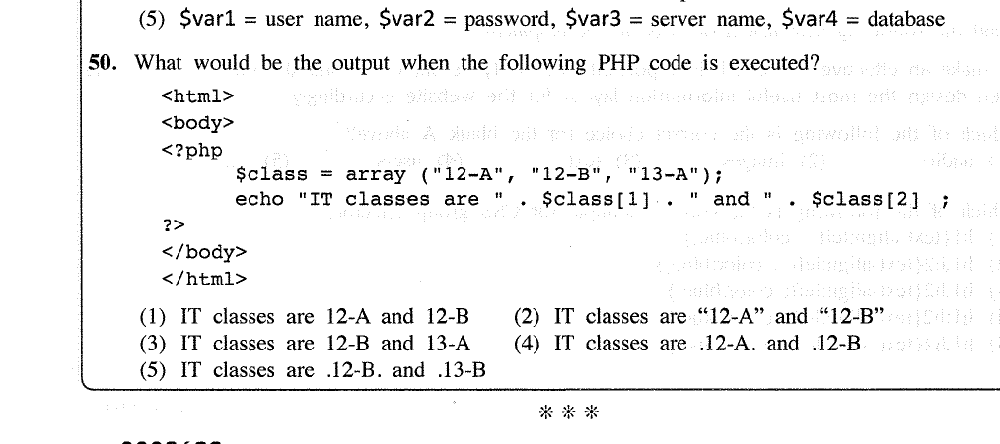 (5) $var1 = user name, $var2 = password, $var3 = server name, $var4 = database
50. What would be the output when the following PHP code is executed?
<html>
<body>
<?php
$class = array ("12-A", "12-B", "13-A");
echo "IT classes are " . $class[1] . " and " . $class[2] ;
?>
</body>
</html>
(1) IT classes are 12-A and 12-B (2) IT classes are “12-A” and “12-B”
(3) IT classes are 12-B and 13-A (4) IT classes are .12-A. and .12-B
(5) IT classes are .12-B. and .13-B
***